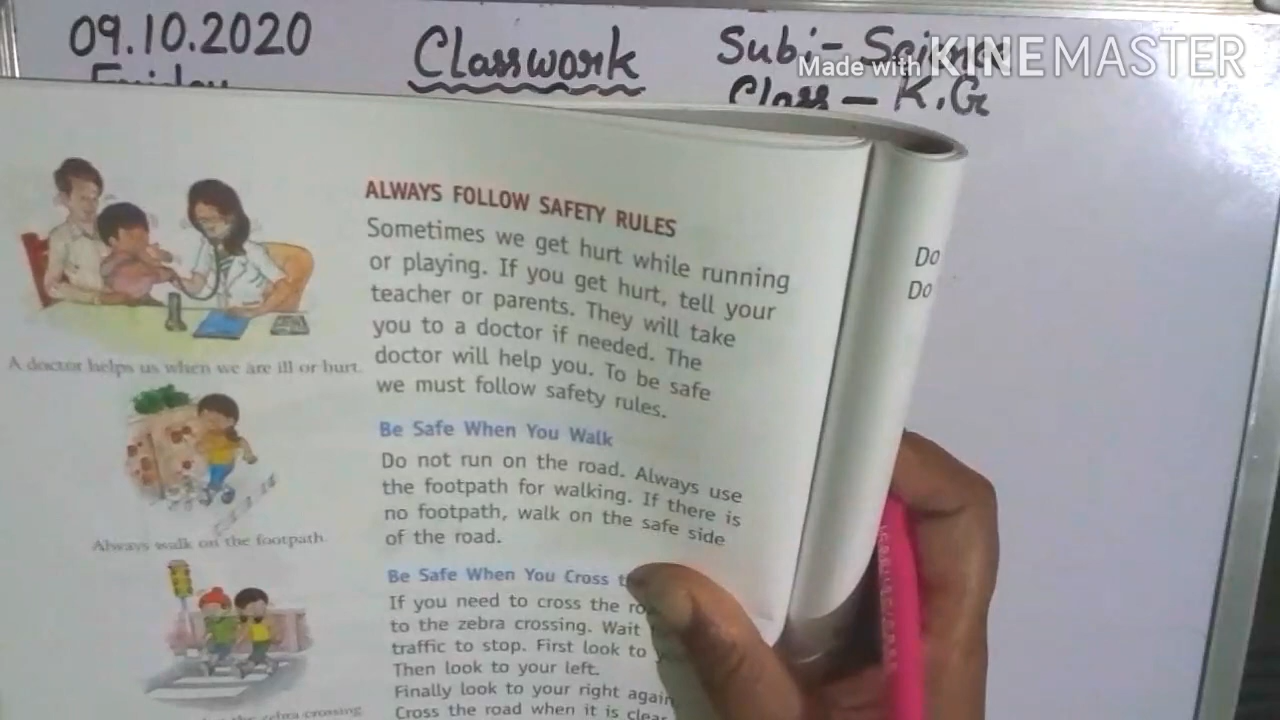 09.10.2020
Friday
Classwork
Sub:- Science
Class - K.G
Made with KINEMASTER
ALWAYS FOLLOW SAFETY RULES
Sometimes we get hurt while running
or playing. If you get hurt, tell your
teacher or parents. They will take
you to a doctor if needed. The
doctor will help you. To be safe
we must follow safety rules.
A doctor helps us when we are ill or hurt.
Be Safe When You Walk
Do not run on the road. Always use
the footpath for walking. If there is
no footpath, walk on the safe side
of the road.
Always walk on the footpath.
Be Safe When You Cross
If you need to cross the
to the zebra crossing. Wait
traffic to stop. First look to
Then look to your left.
Finally look to your right again
Cross the road when it is clear
zebra crossing
Do
Do